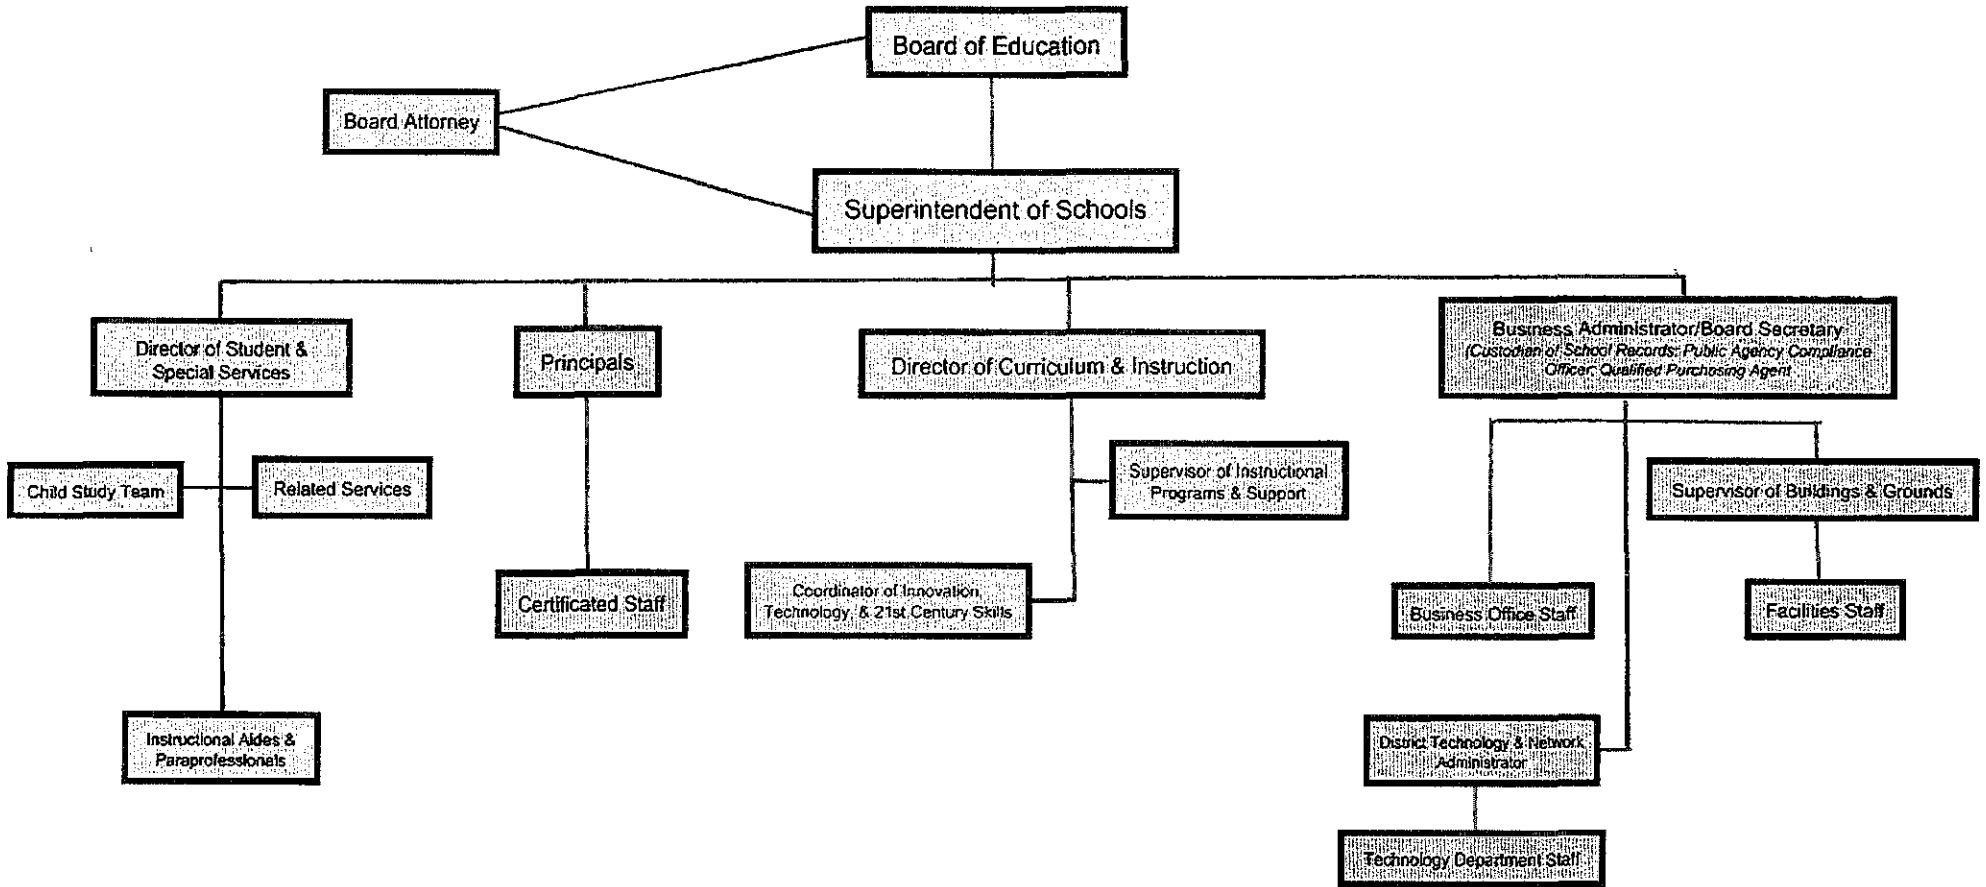 Board of Education
Board Attorney
Superintendent of Schools
Director of Student &
Special Services
Principals
Director of Curriculum & Instruction
Business Administrator/Board Secretary
(Custodian of School Records; Public Agency Compliance
Officer; Qualified Purchasing Agent
Child Study Team
Related Services
Supervisor of Instructional
Programs & Support
Supervisor of Buildings & Grounds
Certificated Staff
Coordinator of Innovation,
Technology, & 21st Century Skills
Business Office Staff
Facilities Staff
Instructional Aides &
Paraprofessionals
District Technology & Network
Administrator
Technology Department Staff